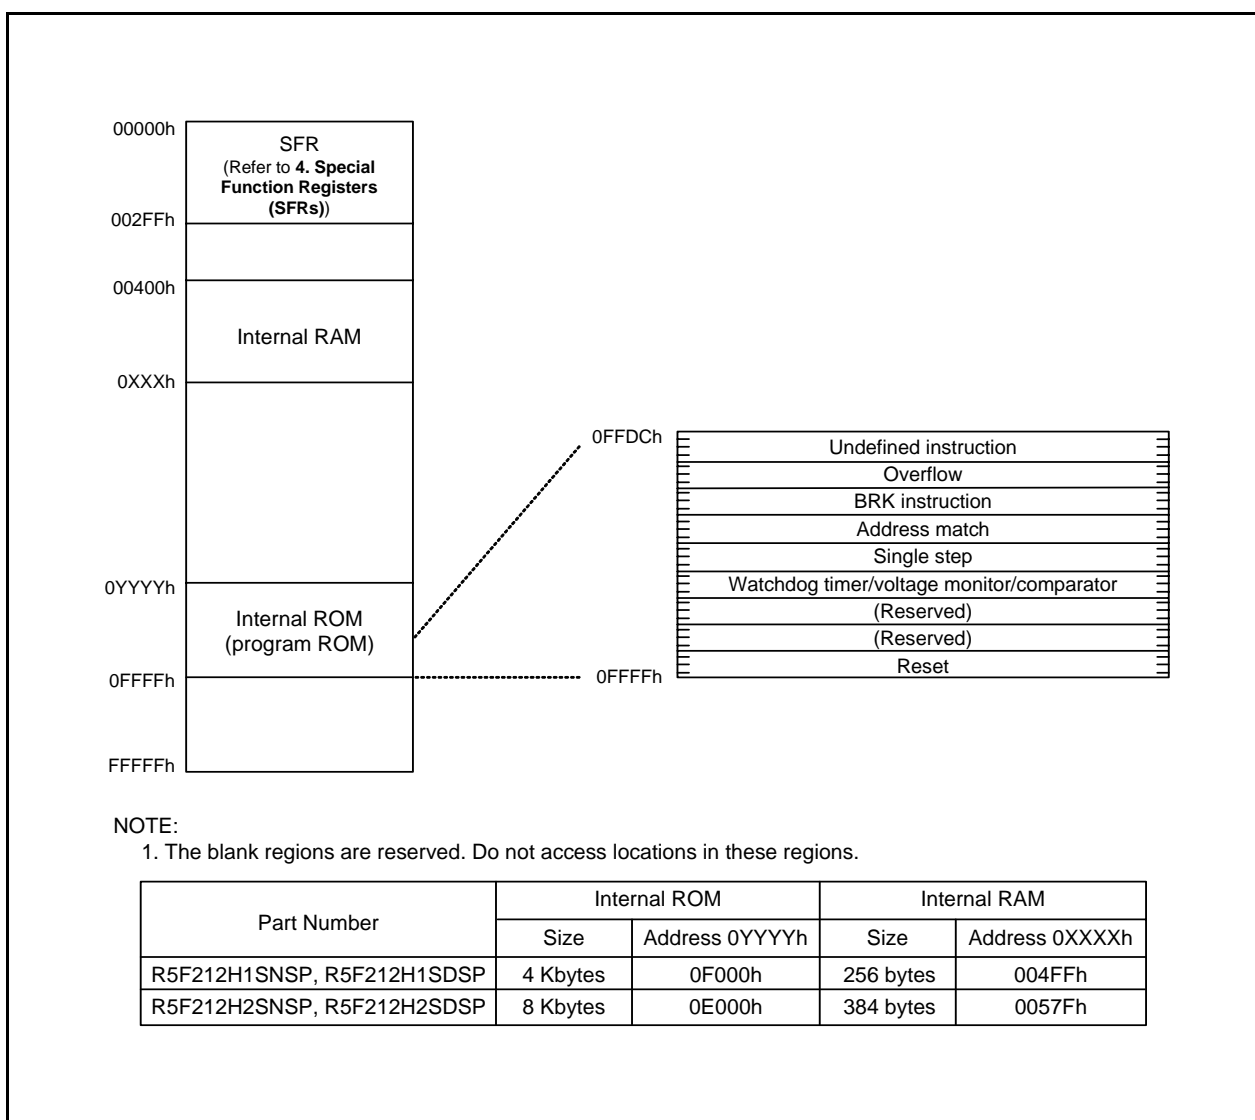 00000h
SFR
(Refer to 4. Special
Function Registers
(SFRs))
002FFh
00400h
Internal RAM
0XXXh
0YYYYh
Internal ROM
(program ROM)
0FFFFh
FFFFFh
0FFDCh
Undefined instruction
Overflow
BRK instruction
Address match
Single step
Watchdog timer/voltage monitor/comparator
(Reserved)
(Reserved)
Reset
0FFFFh
NOTE:
1. The blank regions are reserved. Do not access locations in these regions.
Part Number Internal ROM Internal RAM
Size Address 0YYYYh Size Address 0XXXXh
R5F212H1SNSP, R5F212H1SDSP 4 Kbytes 0F000h 256 bytes 004FFh
R5F212H2SNSP, R5F212H2SDSP 8 Kbytes 0E000h 384 bytes 0057Fh